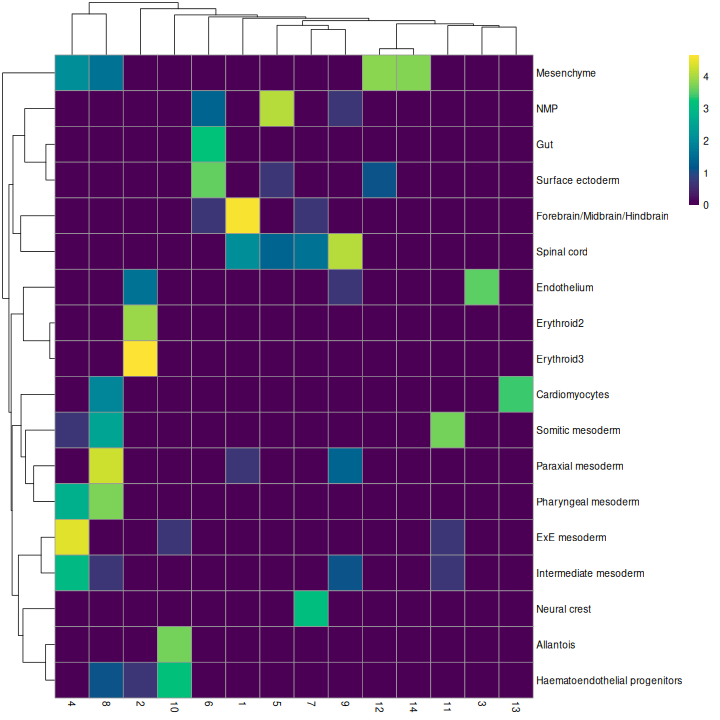 Mesenchyme
4
NMP
3
Gut
2
Surface ectoderm
1
0
Forebrain/Midbrain/Hindbrain
Spinal cord
Endothelium
Erythroid2
Erythroid3
Cardiomyocytes
Somitic mesoderm
Paraxial mesoderm
Pharyngeal mesoderm
ExE mesoderm
Intermediate mesoderm
Neural crest
Allantois
Haematoendothelial progenitors
4 8 2 10 6 1 5 7 9 12 14 11 3 13